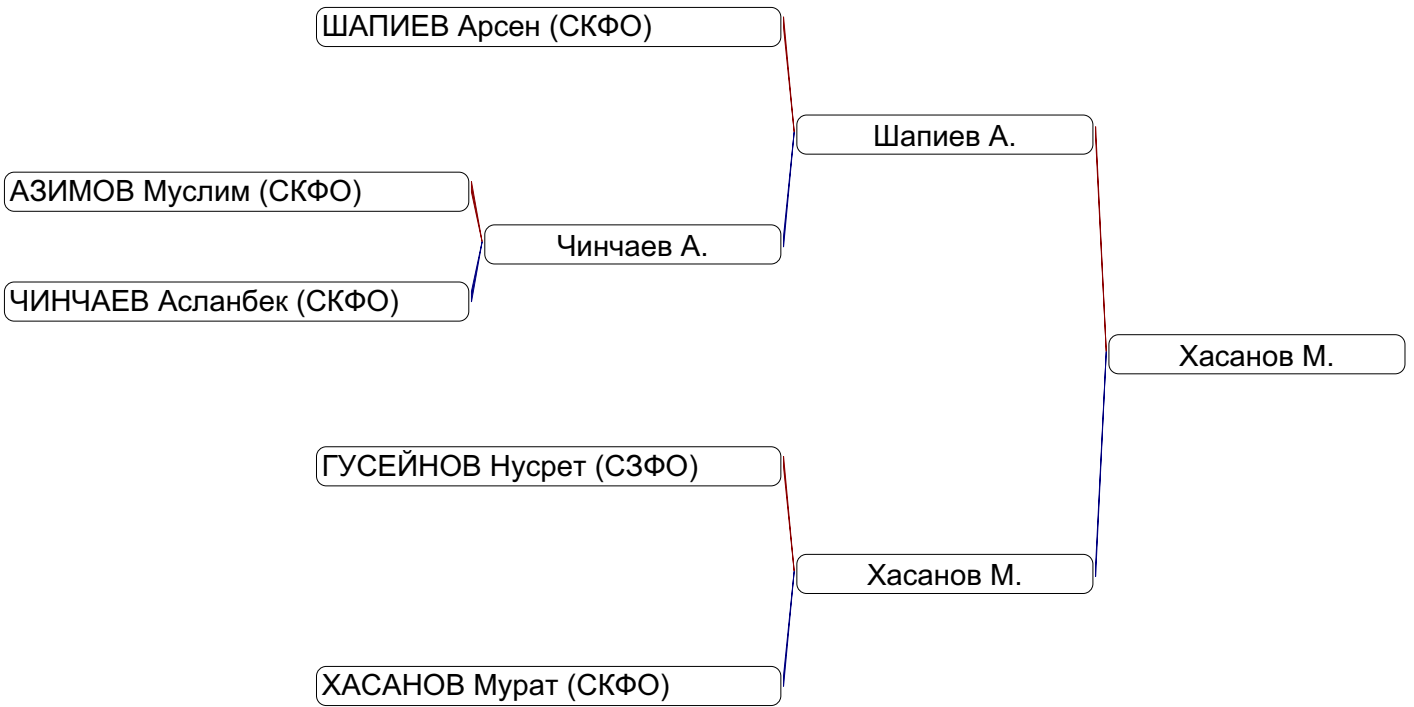 ШАПИЕВ Арсен (СКФО)
Шапиев А.
АЗИМОВ Муслим (СКФО)
Чинчаев А.
ЧИНЧАЕВ Асланбек (СКФО)
Хасанов М.
ГУСЕЙНОВ Нусрет (СЗФО)
Хасанов М.
ХАСАНОВ Мурат (СКФО)